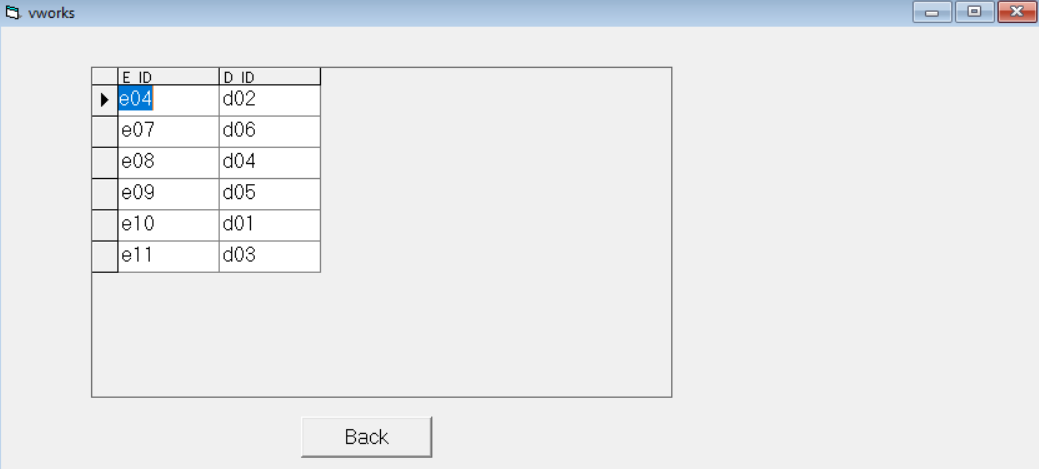 vworks
E_ID D_ID
e04 d02
e07 d06
e08 d04
e09 d05
e10 d01
e11 d03
Back